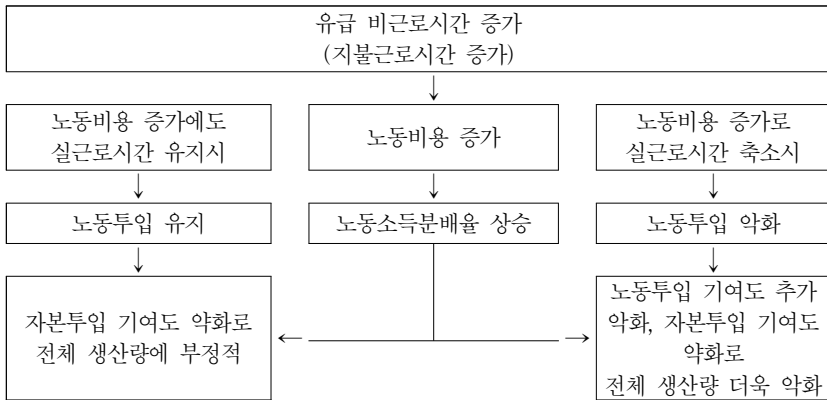 유급 비근로시간 증가
(지불근로시간 증가)
노동비용 증가에도
실근로시간 유지시
노동비용 증가
노동비용 증가로
실근로시간 축소시
노동투입 유지
노동소득분배율 상승
노동투입 악화
자본투입 기여도 약화로
전체 생산량에 부정적
노동투입 기여도 추가
악화, 자본투입 기여도
약화로
전체 생산량 더욱 악화